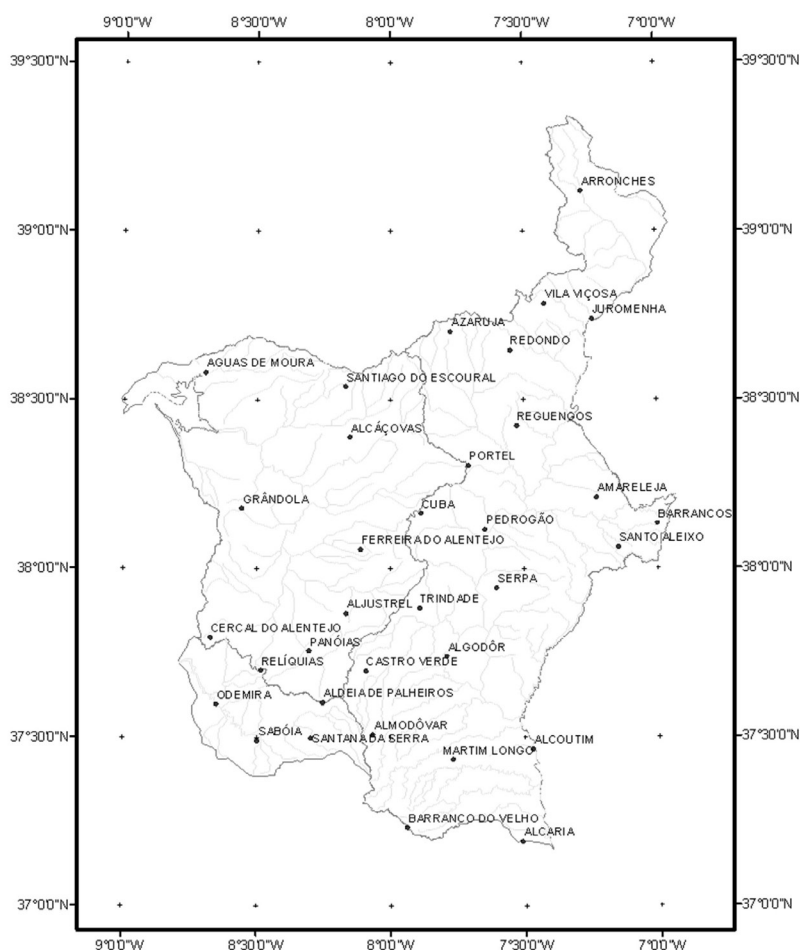 9°0'0"W 8°30'0"W 8°0'0"W 7°30'0"W 7°0'0"W
39°30'0"N 39°30'0"N
ARRONCHES
39°0'0"N 39°0'0"N
VILA VIÇOSA
JUROMENHA
AZARUJA
REDONDO
AGUAS DE MOURA
SANTIAGO DO ESCOURAL
38°30'0"N 38°30'0"N
REGUENGOS
ALCÁÇOVAS
PORTEL
AMARELEJA
GRÂNDOLA
CUBA
BARRANCOS
PEDROGÃO
SANTO ALEIXO
FERREIRA DO ALENTEJO
38°0'0"N 38°0'0"N
SERPA
TRINDADE
ALJUSTREL
CERCAL DO ALENTEJO
PANÓIAS
ALGODÔR
RELÍQUIAS
CASTRO VERDE
ODEMIRA
ALDEIA DE PALHEIROS
ALMODÔVAR
SABÓIA
SANTANA DA SERRA
37°30'0"N 37°30'0"N
ALCOUTIM
MARTIM LONGO
BARRANCO DO VELHO
ALCARIA
37°0'0"N 37°0'0"N
9°0'0"W 8°30'0"W 8°0'0"W 7°30'0"W 7°0'0"W